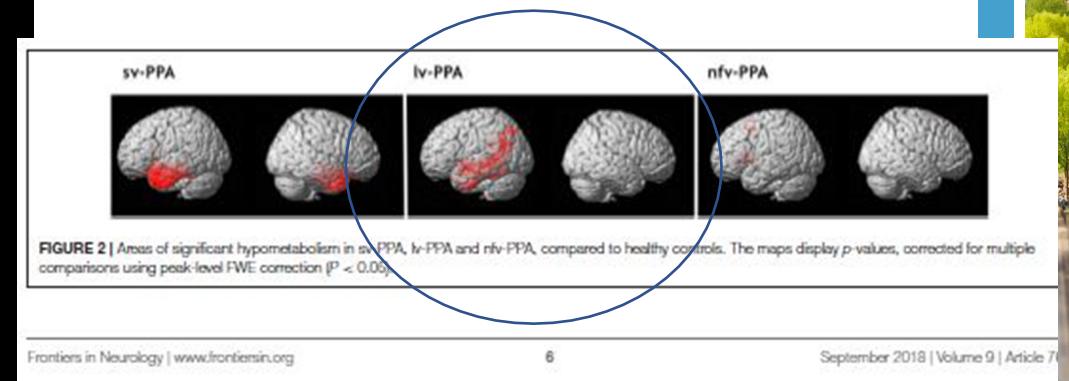 sv-PPA
lv-PPA
nfv-PPA
FIGURE 2 | Areas of significant hypometabolism in sv-PPA, lv-PPA and nfv-PPA, compared to healthy controls. The maps display p-values, corrected for multiple
comparisons using peak-level FWE correction (P < 0.05).
Frontiers in Neurology | www.frontiersin.org
6
September 2018 | Volume 9 | Article